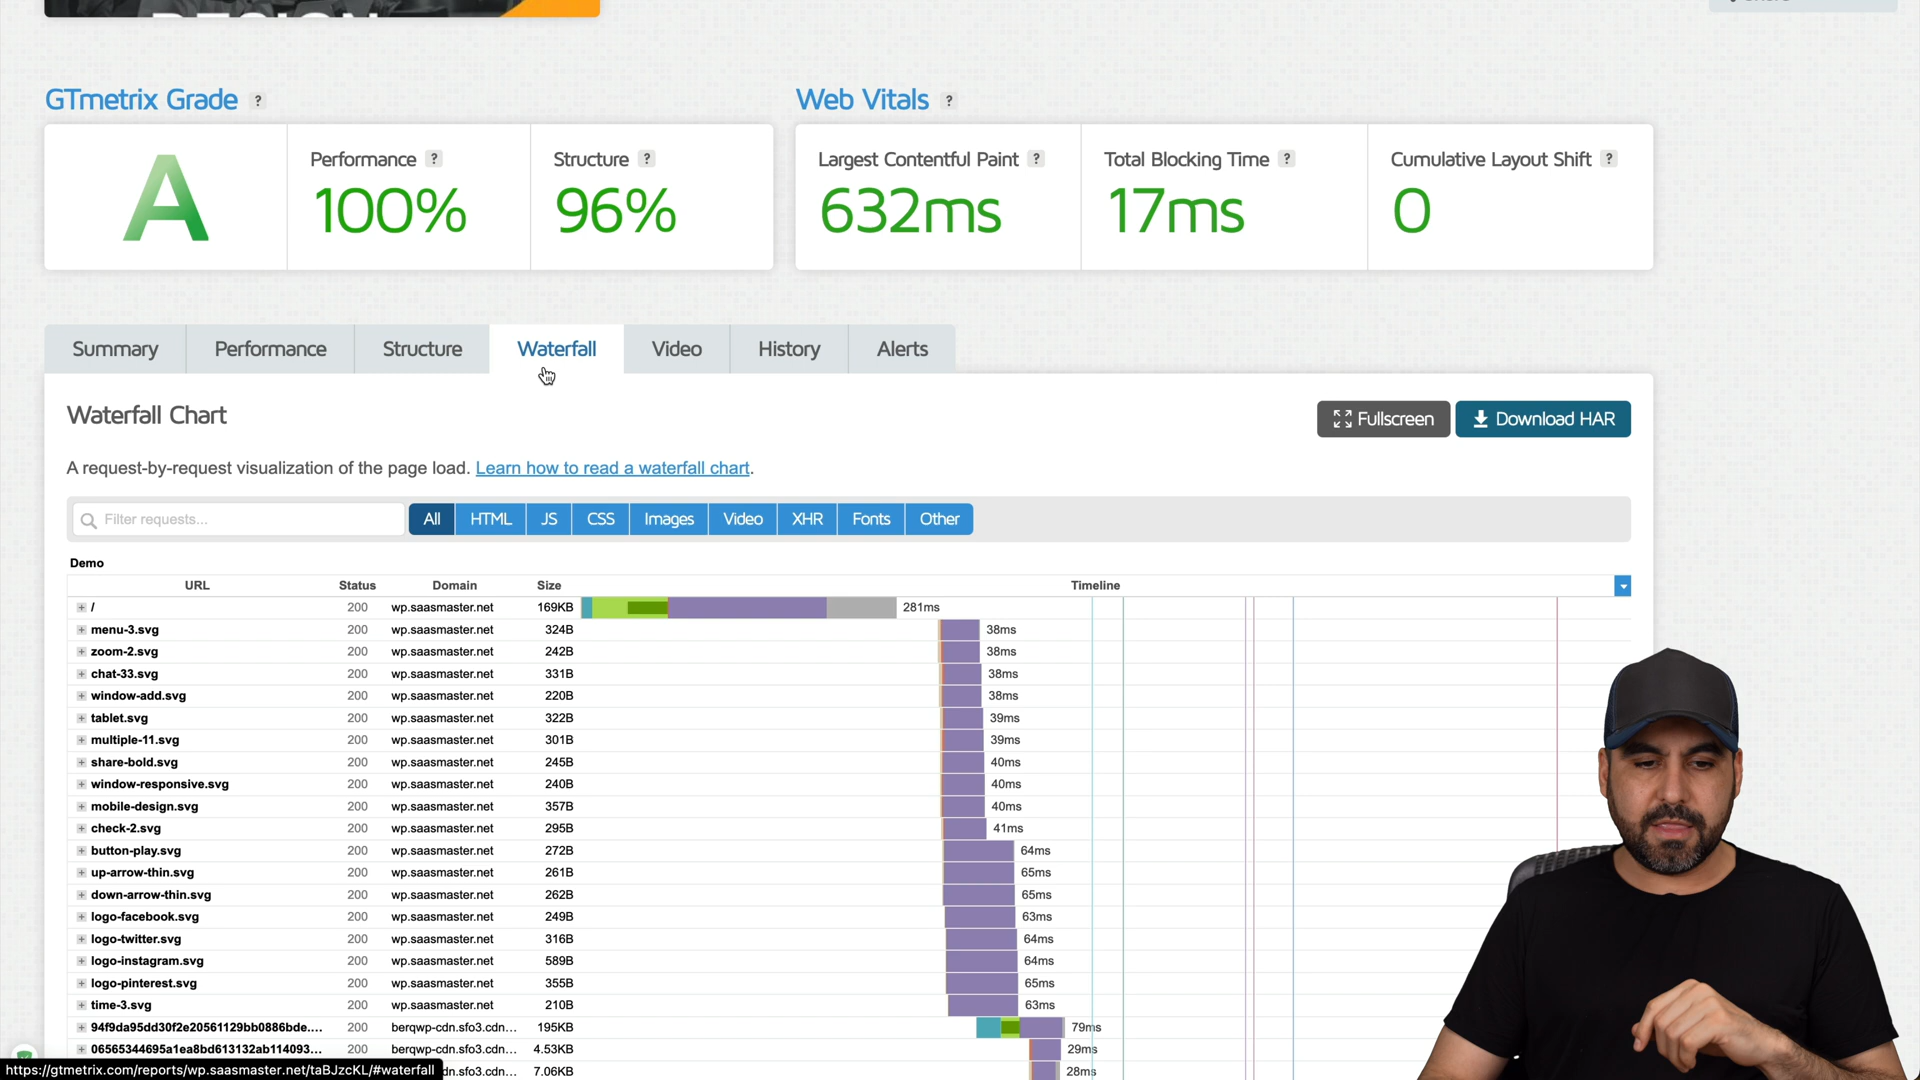 DESIGN
GTmetrix Grade ?
Web Vitals ?
A
Performance ?
100%
Structure ?
96%
Largest Contentful Paint ?
632ms
Total Blocking Time ?
17ms
Cumulative Layout Shift ?
0
Summary Performance Structure Waterfall Video History Alerts
Waterfall Chart
Fullscreen Download HAR
A request-by-request visualization of the page load. Learn how to read a waterfall chart.
Filter requests... All HTML JS CSS Images Video XHR Fonts Other
Demo
URL Status Domain Size Timeline
/ 200 wp.saasmaster.net 169KB 281ms
menu-3.svg 200 wp.saasmaster.net 324B 38ms
zoom-2.svg 200 wp.saasmaster.net 242B 38ms
chat-33.svg 200 wp.saasmaster.net 331B 38ms
window-add.svg 200 wp.saasmaster.net 220B 38ms
tablet.svg 200 wp.saasmaster.net 322B 39ms
multiple-11.svg 200 wp.saasmaster.net 301B 39ms
share-bold.svg 200 wp.saasmaster.net 245B 40ms
window-responsive.svg 200 wp.saasmaster.net 240B 40ms
mobile-design.svg 200 wp.saasmaster.net 357B 40ms
check-2.svg 200 wp.saasmaster.net 295B 41ms
button-play.svg 200 wp.saasmaster.net 272B 64ms
up-arrow-thin.svg 200 wp.saasmaster.net 261B 65ms
down-arrow-thin.svg 200 wp.saasmaster.net 262B 65ms
logo-facebook.svg 200 wp.saasmaster.net 249B 63ms
logo-twitter.svg 200 wp.saasmaster.net 316B 64ms
logo-instagram.svg 200 wp.saasmaster.net 589B 64ms
logo-pinterest.svg 200 wp.saasmaster.net 355B 65ms
time-3.svg 200 wp.saasmaster.net 210B 63ms
94f9da95dd30f2e20561129bb0886bde.... 200 berqwp-cdn.sfo3.cdn... 195KB 79ms
06565344695a1ea8bd613132ab114093... 200 berqwp-cdn.sfo3.cdn... 4.53KB 29ms
dn.sfo3.cdn... 7.06KB 28ms
https://gtmetrix.com/reports/wp.saasmaster.net/taBJzcKL/#waterfall